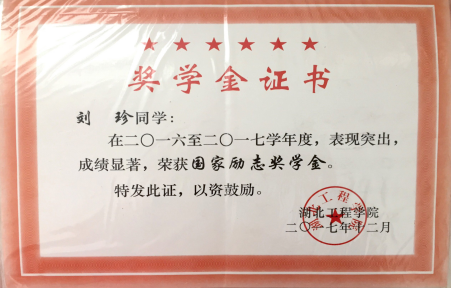 奖学金证书
刘 珍同学:
在二〇一六至二〇一七学年度,表现突出,
成绩显著,荣获国家励志奖学金。
特发此证,以资鼓励。
湖北工程学院
二〇一七年十二月